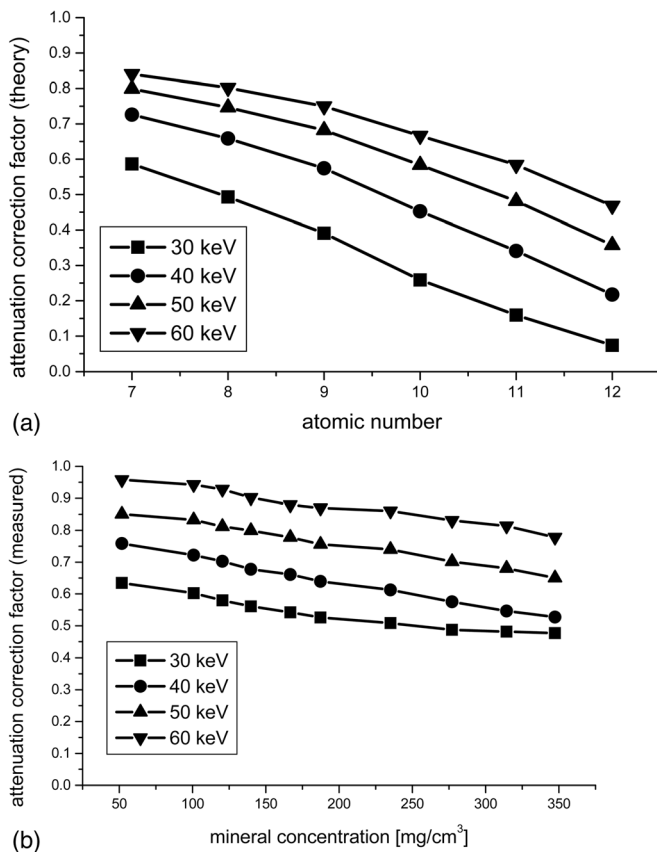 attenuation correction factor (theory)
1.0
0.9
0.8
0.7
0.6
0.5
0.4
0.3
0.2
0.1
0.0
30 keV
40 keV
50 keV
60 keV
7 8 9 10 11 12
atomic number
(a)
attenuation correction factor (measured)
1.0
0.9
0.8
0.7
0.6
0.5
0.4
0.3
0.2
0.1
0.0
30 keV
40 keV
50 keV
60 keV
50 100 150 200 250 300 350
mineral concentration [mg/cm³]
(b)